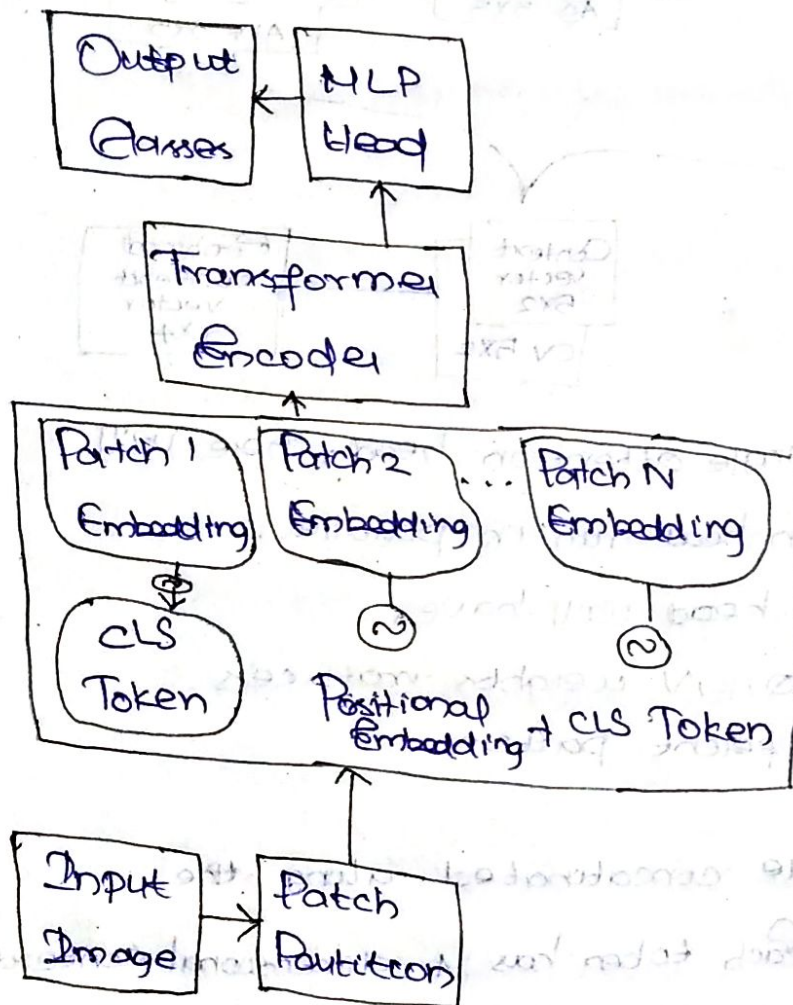 Output
Classes
MLP
Head
Transformer
Encoder
Patch 1
Embedding
Patch 2
Embedding
...
Patch N
Embedding
CLS
Token
~
~
Positional
Embedding + CLS Token
Input
Image
Patch
Partition